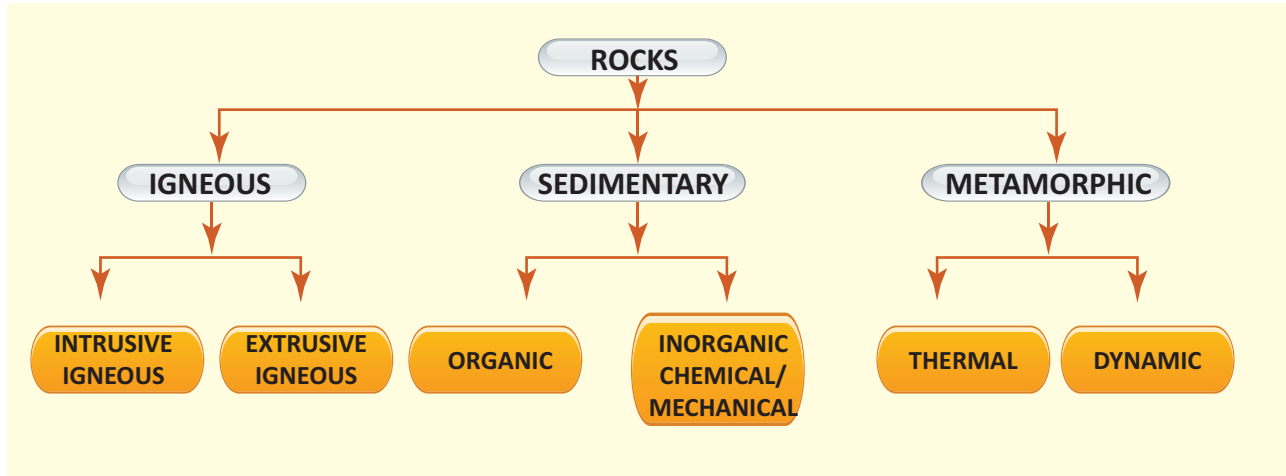 ROCKS
IGNEOUS
SEDIMENTARY
METAMORPHIC
INTRUSIVE
IGNEOUS
EXTRUSIVE
IGNEOUS
ORGANIC
INORGANIC
CHEMICAL/
MECHANICAL
THERMAL
DYNAMIC